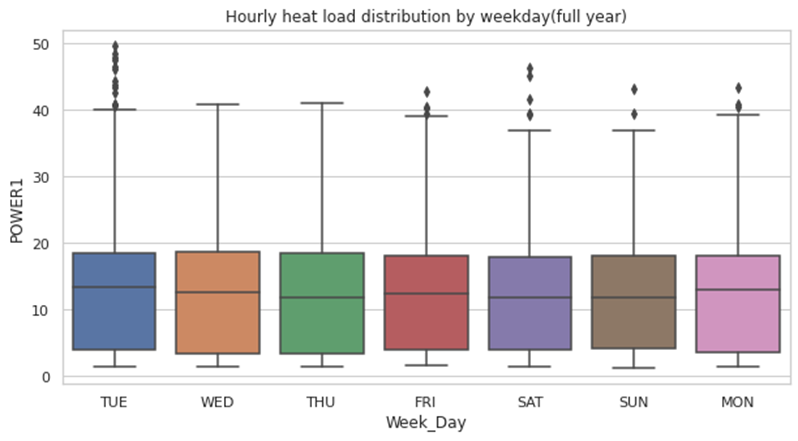 Hourly heat load distribution by weekday(full year)
50
40
30
20
10
0
POWER1
TUE WED THU FRI SAT SUN MON
Week_Day